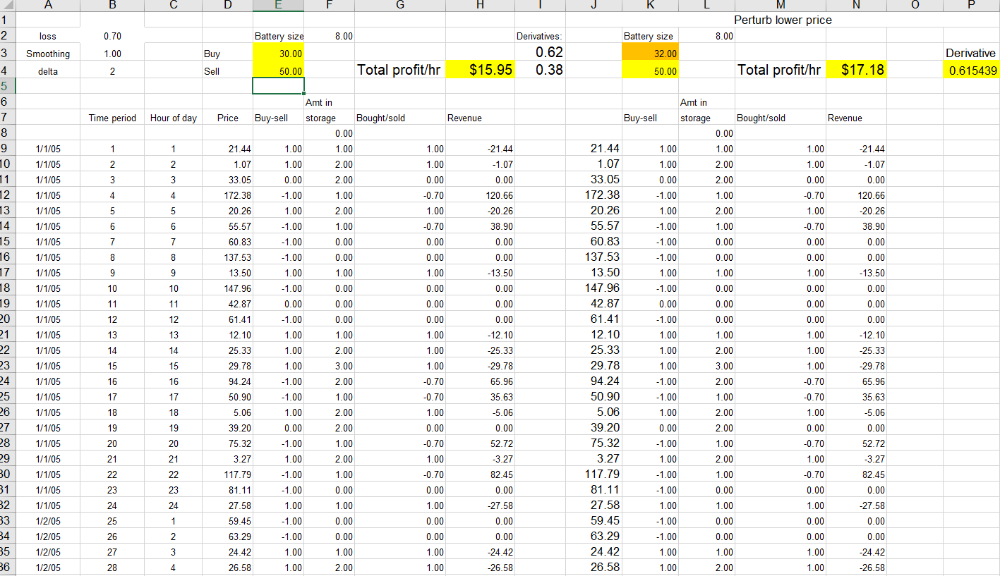 A B C D E F G H I J K L M N O P
1 Perturb lower price
2 loss 0.70 Battery size 8.00 Derivatives: Battery size 8.00
3 Smoothing 1.00 Buy 30.00 0.62 32.00 Derivative
4 delta 2 Sell 50.00 Total profit/hr $15.95 0.38 50.00 Total profit/hr $17.18 0.615439
5
6 Amt in Amt in
7 Time period Hour of day Price Buy-sell storage Bought/sold Revenue Buy-sell storage Bought/sold Revenue
8 0.00 0.00
9 1/1/05 1 1 21.44 1.00 1.00 1.00 -21.44 21.44 1.00 1.00 1.00 -21.44
10 1/1/05 2 2 1.07 1.00 2.00 1.00 -1.07 1.07 1.00 2.00 1.00 -1.07
11 1/1/05 3 3 33.05 0.00 2.00 0.00 0.00 33.05 0.00 2.00 0.00 0.00
12 1/1/05 4 4 172.38 -1.00 1.00 -0.70 120.66 172.38 -1.00 1.00 -0.70 120.66
13 1/1/05 5 5 20.26 1.00 2.00 1.00 -20.26 20.26 1.00 2.00 1.00 -20.26
14 1/1/05 6 6 55.57 -1.00 1.00 -0.70 38.90 55.57 -1.00 1.00 -0.70 38.90
15 1/1/05 7 7 60.83 -1.00 0.00 0.00 0.00 60.83 -1.00 0.00 0.00 0.00
16 1/1/05 8 8 137.53 -1.00 0.00 0.00 0.00 137.53 -1.00 0.00 0.00 0.00
17 1/1/05 9 9 13.50 1.00 1.00 1.00 -13.50 13.50 1.00 1.00 1.00 -13.50
18 1/1/05 10 10 147.96 -1.00 0.00 0.00 0.00 147.96 -1.00 0.00 0.00 0.00
19 1/1/05 11 11 42.87 0.00 0.00 0.00 0.00 42.87 0.00 0.00 0.00 0.00
20 1/1/05 12 12 61.41 -1.00 0.00 0.00 0.00 61.41 -1.00 0.00 0.00 0.00
21 1/1/05 13 13 12.10 1.00 1.00 1.00 -12.10 12.10 1.00 1.00 1.00 -12.10
22 1/1/05 14 14 25.33 1.00 2.00 1.00 -25.33 25.33 1.00 2.00 1.00 -25.33
23 1/1/05 15 15 29.78 1.00 3.00 1.00 -29.78 29.78 1.00 3.00 1.00 -29.78
24 1/1/05 16 16 94.24 -1.00 2.00 -0.70 65.96 94.24 -1.00 2.00 -0.70 65.96
25 1/1/05 17 17 50.90 -1.00 1.00 -0.70 35.63 50.90 -1.00 1.00 -0.70 35.63
26 1/1/05 18 18 5.06 1.00 2.00 1.00 -5.06 5.06 1.00 2.00 1.00 -5.06
27 1/1/05 19 19 39.20 0.00 2.00 0.00 0.00 39.20 0.00 2.00 0.00 0.00
28 1/1/05 20 20 75.32 -1.00 1.00 -0.70 52.72 75.32 -1.00 1.00 -0.70 52.72
29 1/1/05 21 21 3.27 1.00 2.00 1.00 -3.27 3.27 1.00 2.00 1.00 -3.27
30 1/1/05 22 22 117.79 -1.00 1.00 -0.70 82.45 117.79 -1.00 1.00 -0.70 82.45
31 1/1/05 23 23 81.11 -1.00 0.00 0.00 0.00 81.11 -1.00 0.00 0.00 0.00
32 1/1/05 24 24 27.58 1.00 1.00 1.00 -27.58 27.58 1.00 1.00 1.00 -27.58
33 1/2/05 25 1 59.45 -1.00 0.00 0.00 0.00 59.45 -1.00 0.00 0.00 0.00
34 1/2/05 26 2 63.29 -1.00 0.00 0.00 0.00 63.29 -1.00 0.00 0.00 0.00
35 1/2/05 27 3 24.42 1.00 1.00 1.00 -24.42 24.42 1.00 1.00 1.00 -24.42
36 1/2/05 28 4 26.58 1.00 2.00 1.00 -26.58 26.58 1.00 2.00 1.00 -26.58